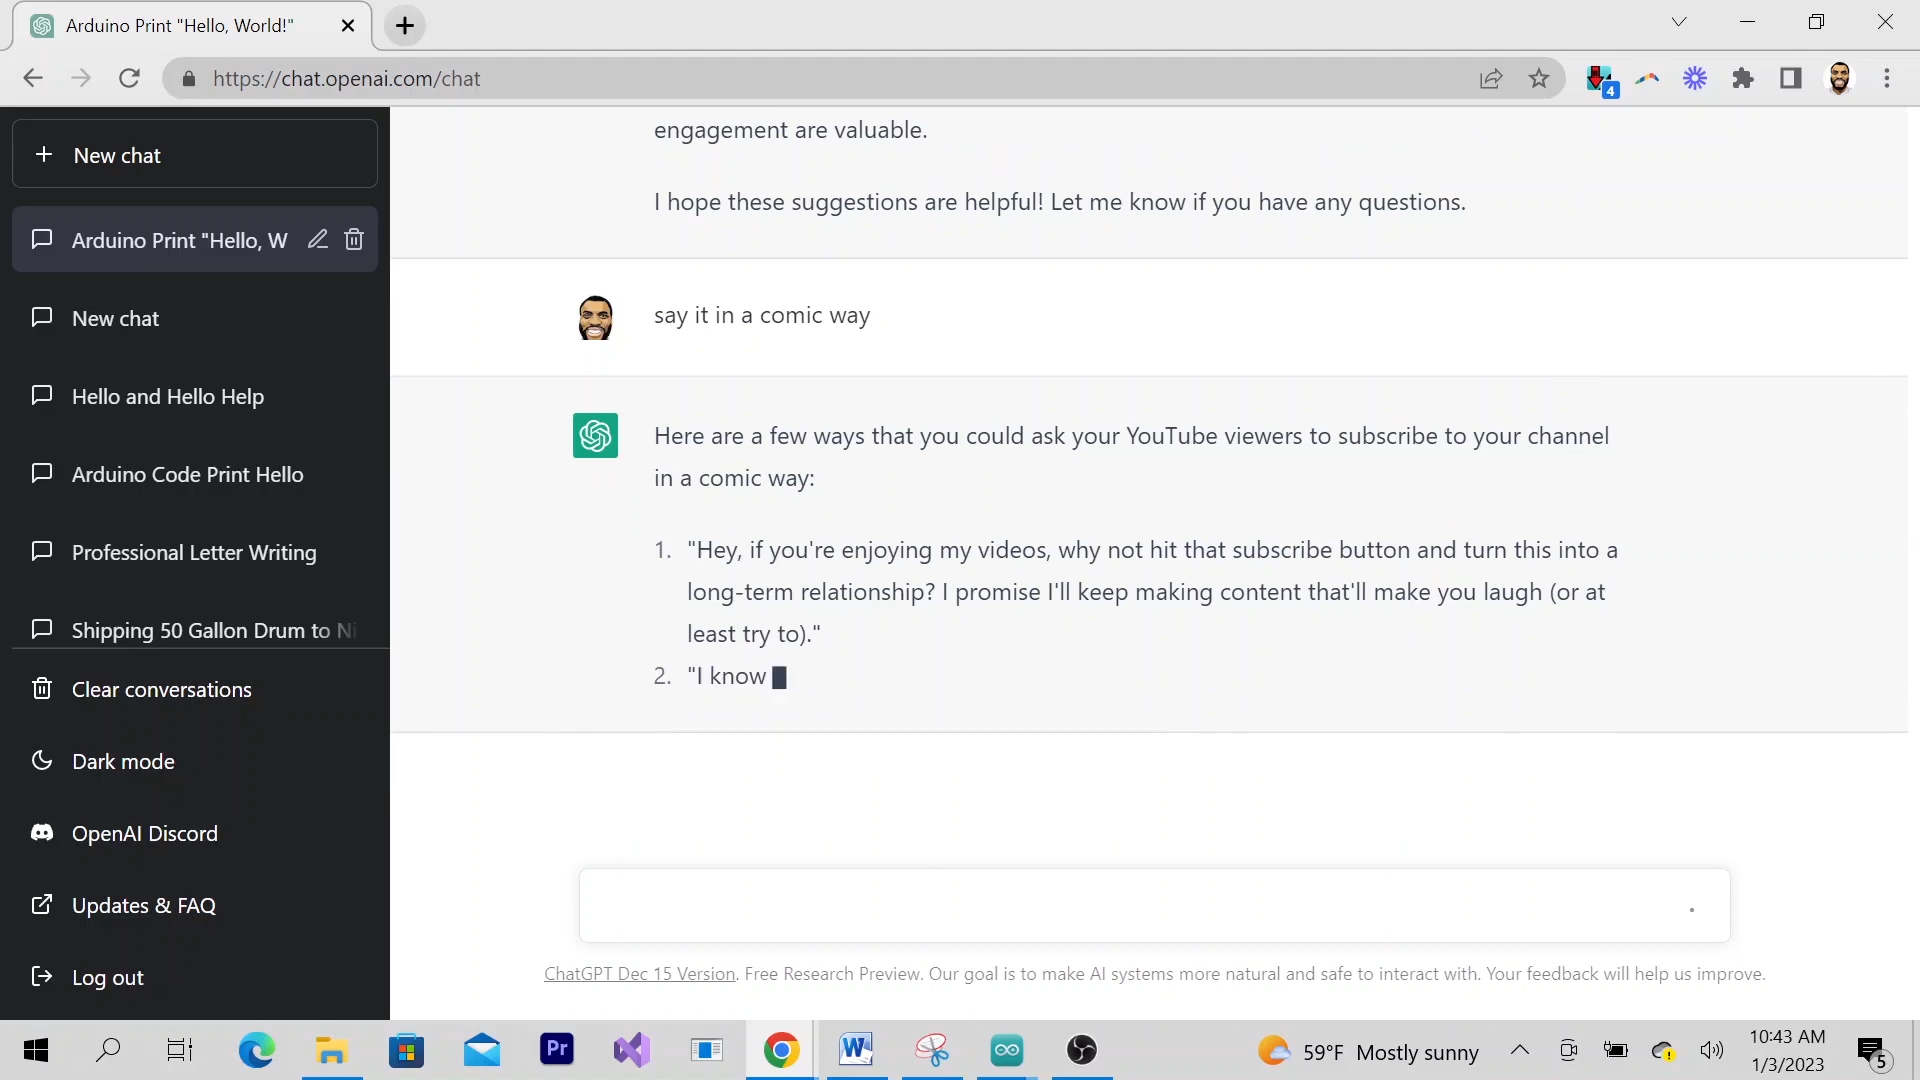 Arduino Print "Hello, World!"
https://chat.openai.com/chat
4
New chat
Arduino Print "Hello, W
New chat
Hello and Hello Help
Arduino Code Print Hello
Professional Letter Writing
Shipping 50 Gallon Drum to Ni
Clear conversations
Dark mode
OpenAI Discord
Updates & FAQ
Log out
engagement are valuable.
I hope these suggestions are helpful! Let me know if you have any questions.
say it in a comic way
Here are a few ways that you could ask your YouTube viewers to subscribe to your channel
in a comic way:
1. "Hey, if you're enjoying my videos, why not hit that subscribe button and turn this into a
long-term relationship? I promise I'll keep making content that'll make you laugh (or at
least try to)."
2. "I know
ChatGPT Dec 15 Version. Free Research Preview. Our goal is to make AI systems more natural and safe to interact with. Your feedback will help us improve.
Pr
W
59°F Mostly sunny
10:43 AM
1/3/2023
5